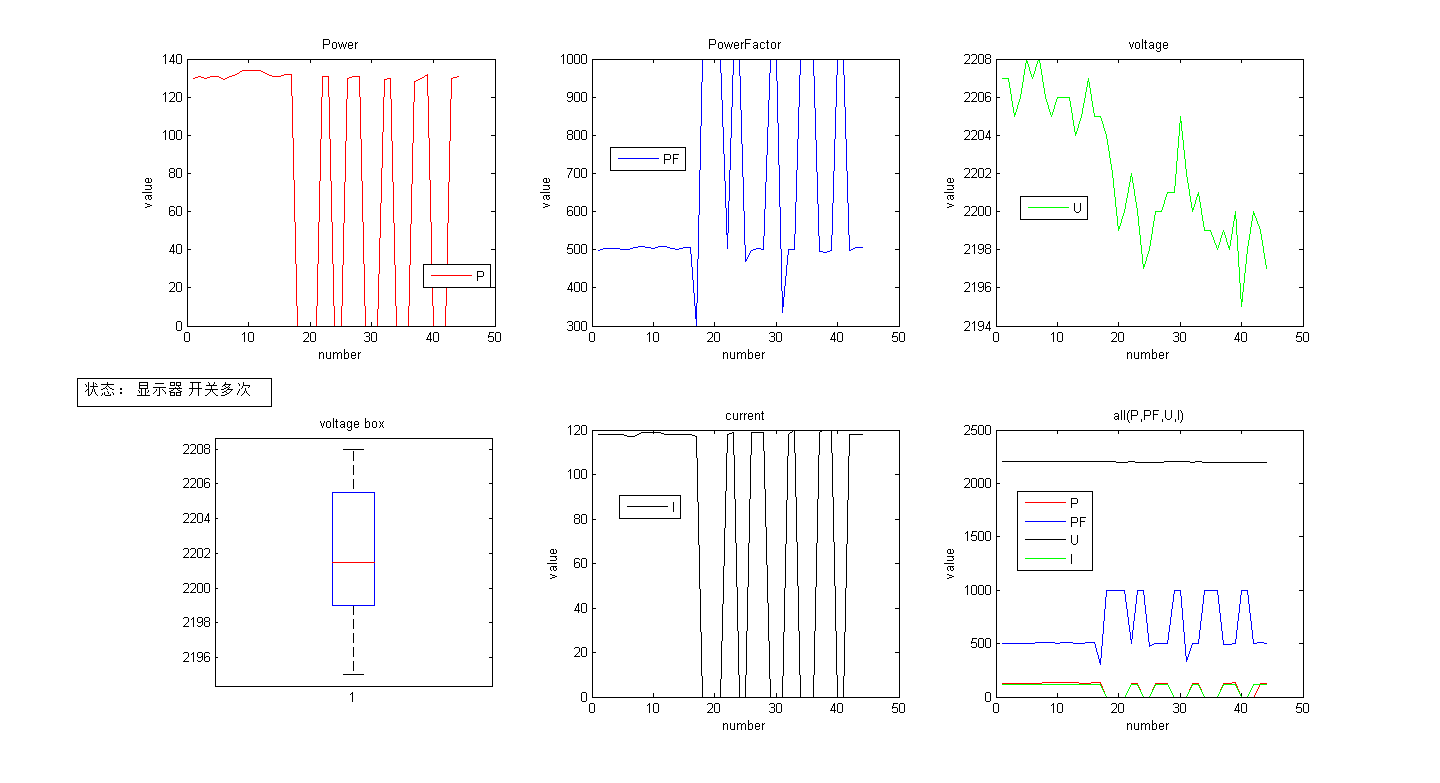 Power
140
120
100
80
60
40
20
0
value
P
0 10 20 30 40 50
number
PowerFactor
1000
900
800
700
600
500
400
300
value
PF
0 10 20 30 40 50
number
voltage
2208
2206
2204
2202
2200
2198
2196
2194
value
U
0 10 20 30 40 50
number
状态： 显示器 开关多次
voltage box
2208
2206
2204
2202
2200
2198
2196
1
current
120
100
80
60
40
20
0
value
I
0 10 20 30 40 50
number
all(P,PF,U,I)
2500
2000
1500
1000
500
0
value
P
PF
U
I
0 10 20 30 40 50
number